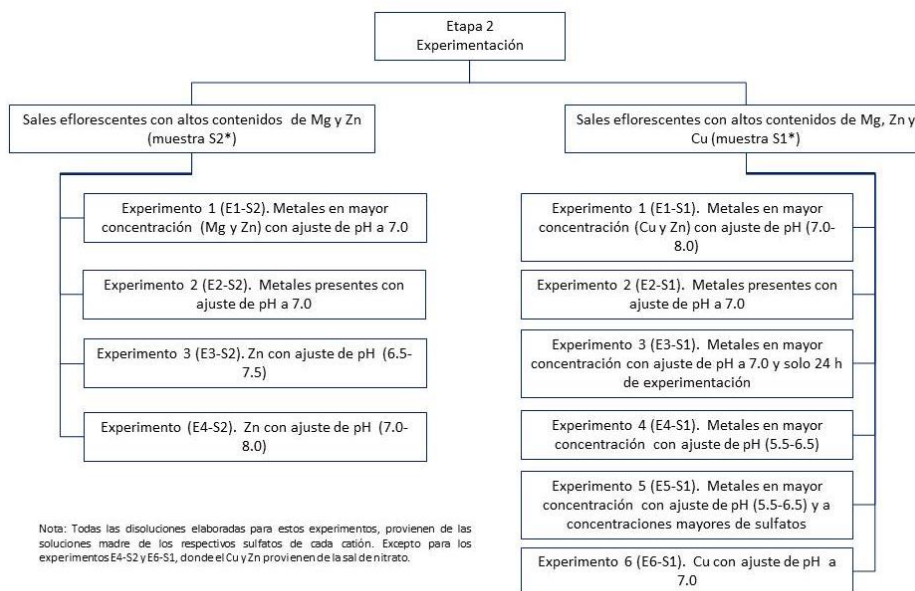 Etapa 2
Experimentación
Sales eflorescentes con altos contenidos de Mg y Zn
(muestra S2*)
Experimento 1 (E1-S2). Metales en mayor
concentración (Mg y Zn) con ajuste de pH a 7.0
Experimento 2 (E2-S2). Metales presentes con
ajuste de pH a 7.0
Experimento 3 (E3-S2). Zn con ajuste de pH (6.5-
7.5)
Experimento (E4-S2). Zn con ajuste de pH (7.0-
8.0)
Nota: Todas las disoluciones elaboradas para estos experimentos, provienen de las
soluciones madre de los respectivos sulfatos de cada catión. Excepto para los
experimentos E4-S2 y E6-S1, donde el Cu y Zn provienen de la sal de nitrato.
Sales eflorescentes con altos contenidos de Mg, Zn y
Cu (muestra S1*)
Experimento 1 (E1-S1). Metales en mayor
concentración (Cu y Zn) con ajuste de pH (7.0-
8.0)
Experimento 2 (E2-S1). Metales presentes con
ajuste de pH a 7.0
Experimento 3 (E3-S1). Metales en mayor
concentración con ajuste de pH a 7.0 y solo 24 h
de experimentación
Experimento 4 (E4-S1). Metales en mayor
concentración con ajuste de pH (5.5-6.5)
Experimento 5 (E5-S1). Metales en mayor
concentración con ajuste de pH (5.5-6.5) y a
concentraciones mayores de sulfatos
Experimento 6 (E6-S1). Cu con ajuste de pH a
7.0